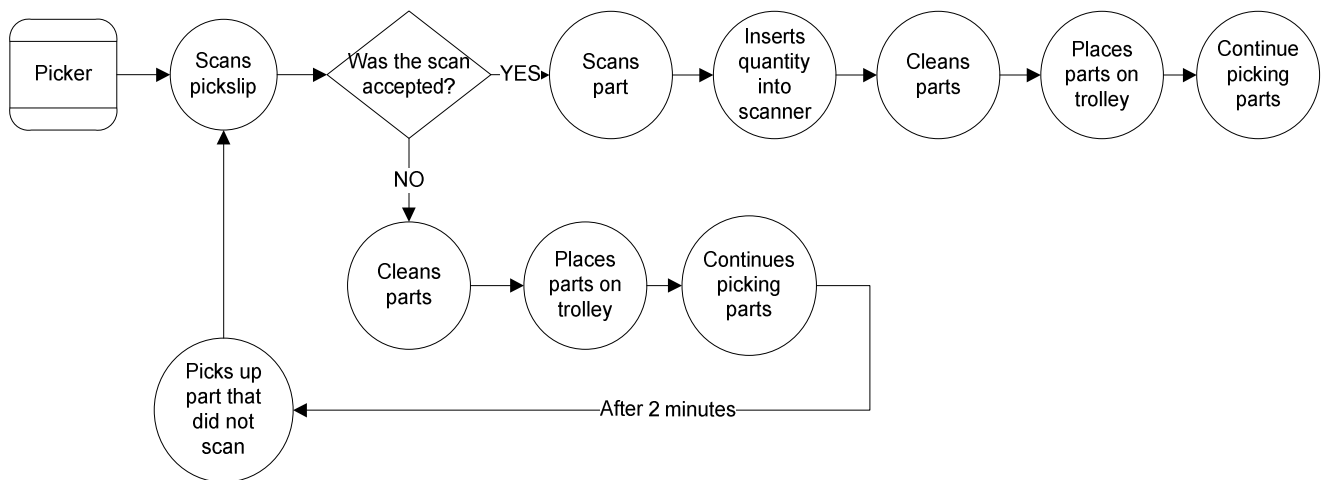 Picker
Scans
pickslip
Was the scan
accepted?
YES
Scans
part
Inserts
quantity
into
scanner
Cleans
parts
Places
parts on
trolley
Continue
picking
parts
NO
Cleans
parts
Places
parts on
trolley
Continues
picking
parts
After 2 minutes
Picks up
part that
did not
scan